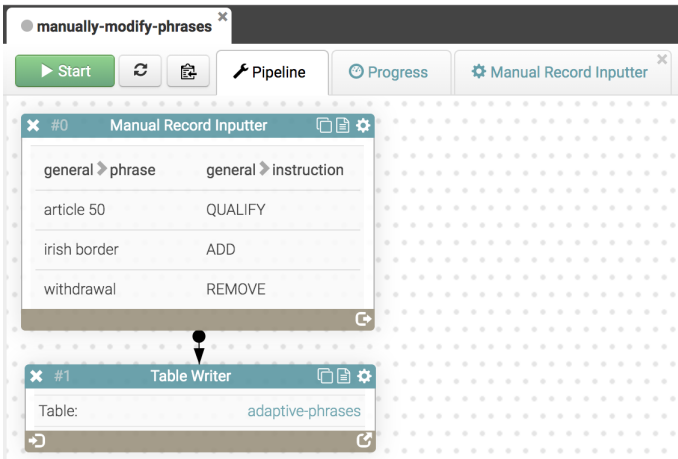 manually-modify-phrases
Start Pipeline Progress Manual Record Inputter
#0 Manual Record Inputter
general phrase general instruction
article 50 QUALIFY
irish border ADD
withdrawal REMOVE
#1 Table Writer
Table: adaptive-phrases